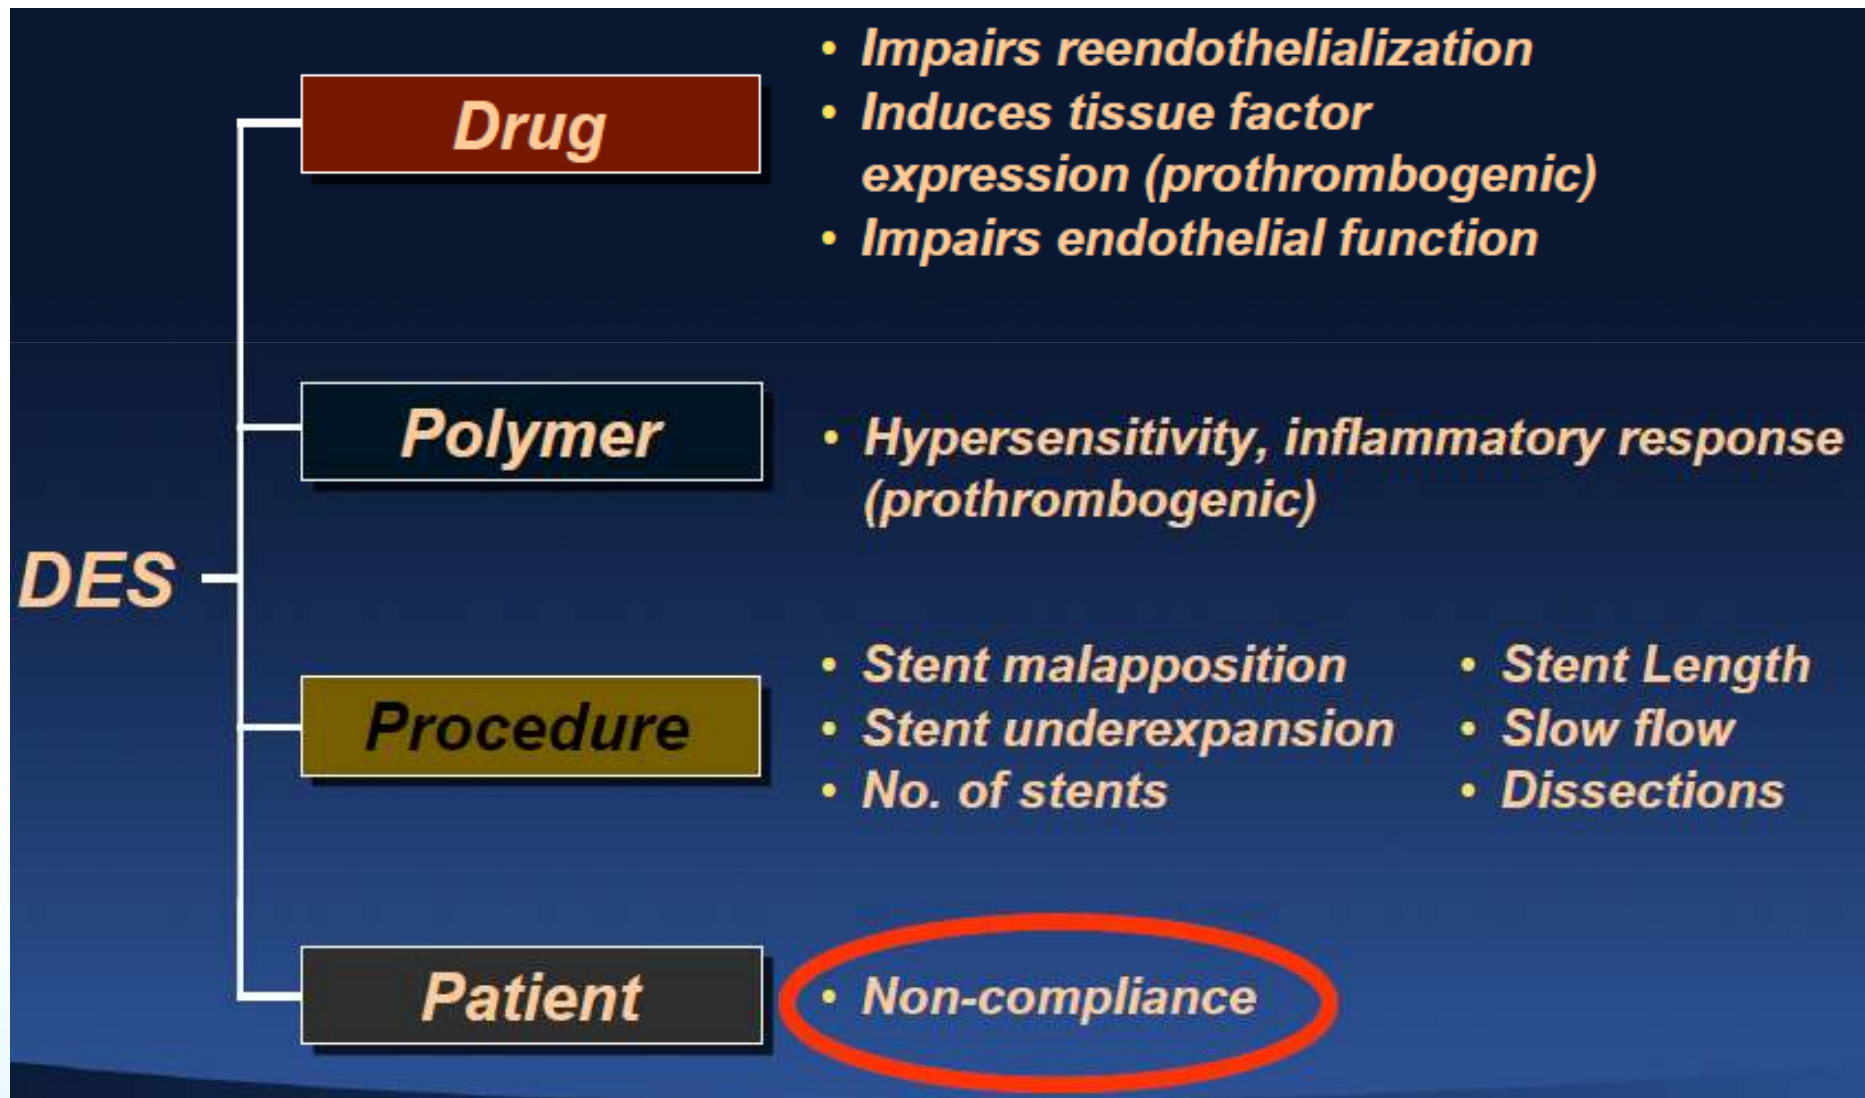 Drug
• Impairs reendothelialization
• Induces tissue factor
expression (prothrombogenic)
• Impairs endothelial function
Polymer
• Hypersensitivity, inflammatory response
(prothrombogenic)
DES
Procedure
• Stent malapposition
• Stent underexpansion
• No. of stents
• Stent Length
• Slow flow
• Dissections
Patient
• Non-compliance